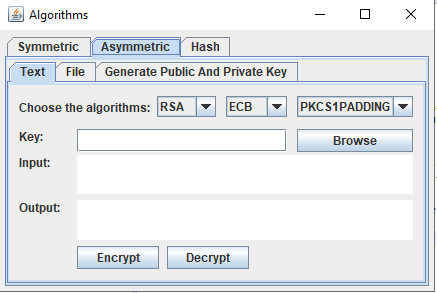 Algorithms
Symmetric Asymmetric Hash
Text File Generate Public And Private Key
Choose the algorithms: RSA ECB PKCS1PADDING
Key: Browse
Input:
Output:
Encrypt Decrypt